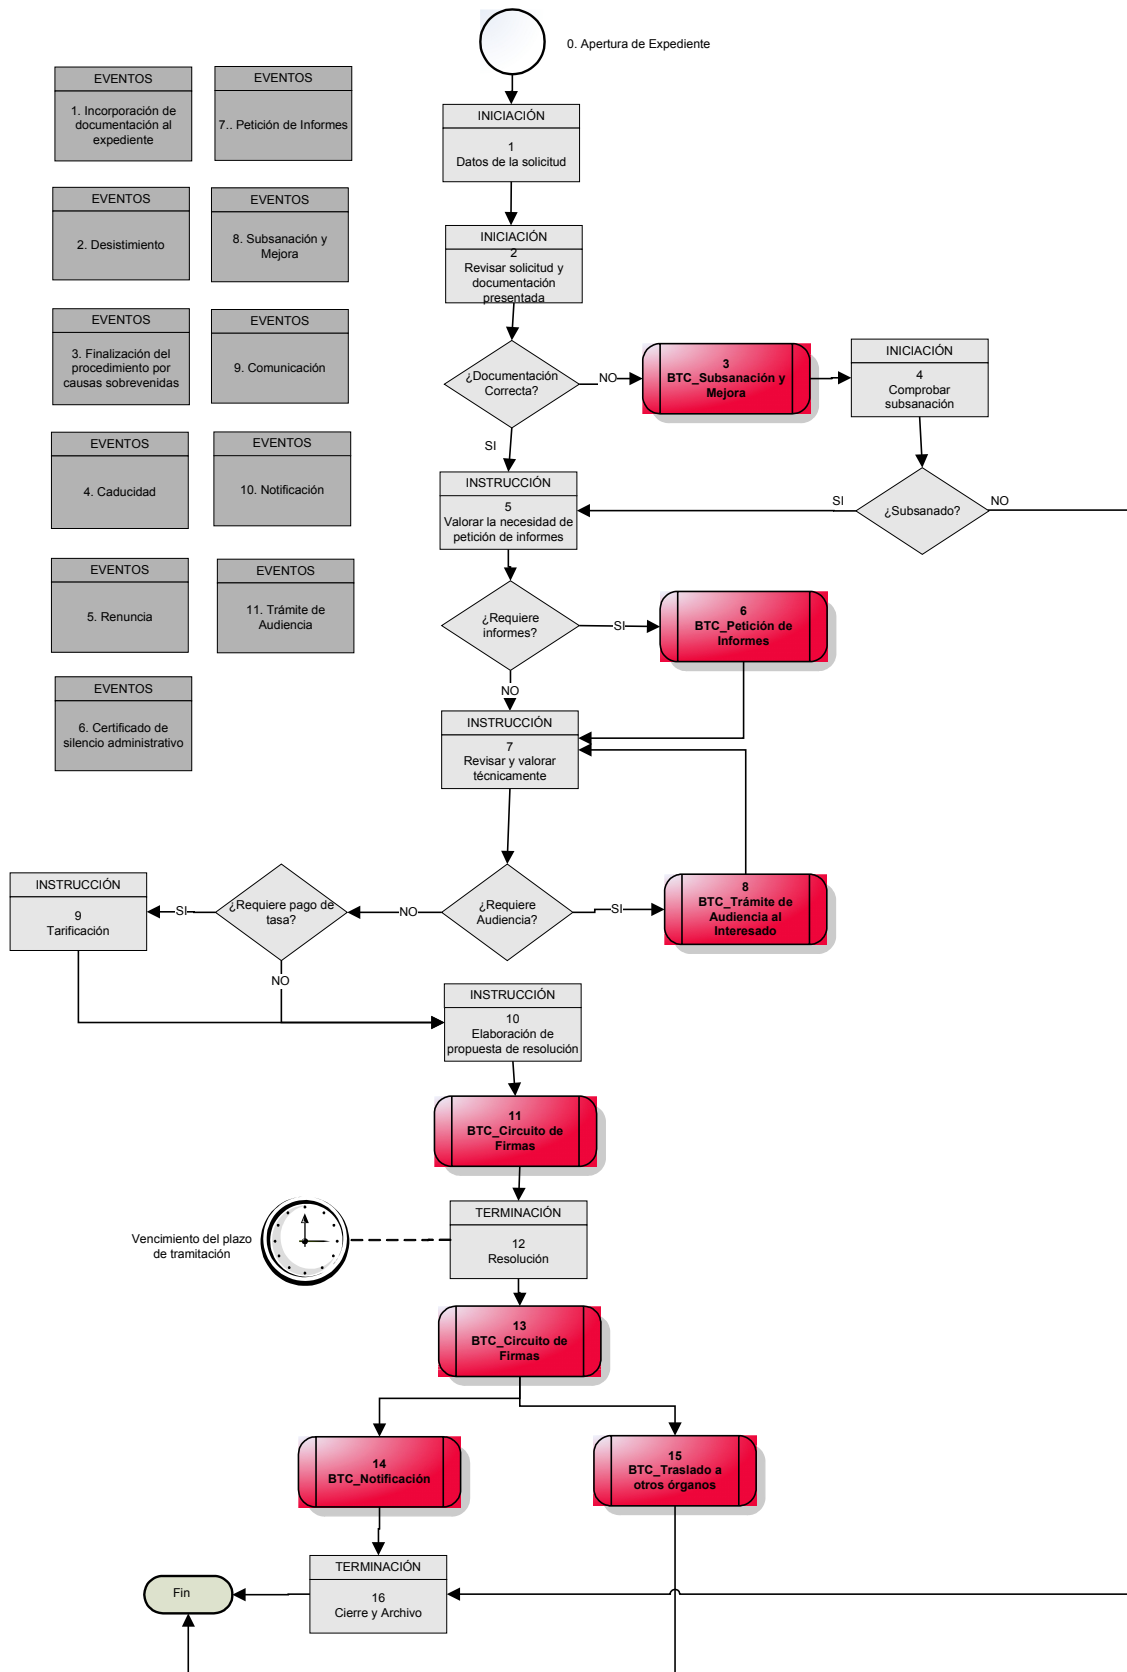 0. Apertura de Expediente
EVENTOS
1. Incorporación de
documentación al
expediente
EVENTOS
7.. Petición de Informes
EVENTOS
2. Desistimiento
EVENTOS
8. Subsanación y
Mejora
EVENTOS
3. Finalización del
procedimiento por
causas sobrevenidas
EVENTOS
9. Comunicación
EVENTOS
4. Caducidad
EVENTOS
10. Notificación
EVENTOS
5. Renuncia
EVENTOS
11. Trámite de
Audiencia
EVENTOS
6. Certificado de
silencio administrativo
INICIACIÓN
1
Datos de la solicitud
INICIACIÓN
2
Revisar solicitud y
documentación
presentada
¿Documentación
Correcta?
NO
3
BTC_Subsanación y
Mejora
INICIACIÓN
4
Comprobar
subsanación
SI
¿Subsanado?
SI
NO
INSTRUCCIÓN
5
Valorar la necesidad de
petición de informes
¿Requiere
informes?
SI
6
BTC_Petición de
Informes
NO
INSTRUCCIÓN
7
Revisar y valorar
técnicamente
¿Requiere
Audiencia?
SI
8
BTC_Trámite de
Audiencia al
Interesado
NO
¿Requiere pago de
tasa?
SI
INSTRUCCIÓN
9
Tarificación
NO
INSTRUCCIÓN
10
Elaboración de
propuesta de resolución
11
BTC_Circuito de
Firmas
TERMINACIÓN
12
Resolución
Vencimiento del plazo
de tramitación
13
BTC_Circuito de
Firmas
14
BTC_Notificación
15
BTC_Traslado a
otros órganos
TERMINACIÓN
16
Cierre y Archivo
Fin